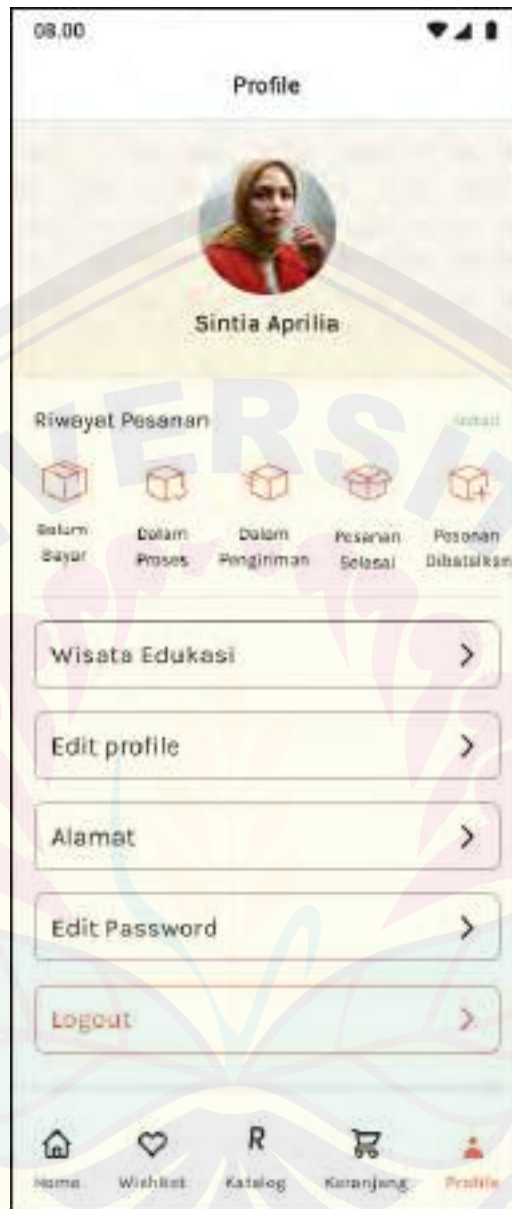 08.00
Profile
Sintia Aprilia
Riwayat Pesanan
Belum
Bayar
Dalam
Proses
Dalam
Pengiriman
Pesanan
Selesai
Pesanan
Dibatalkan
Wisata Edukasi
Edit profile
Alamat
Edit Password
Logout
Home
Wishlist
R
Katalog
Keranjang
Profile